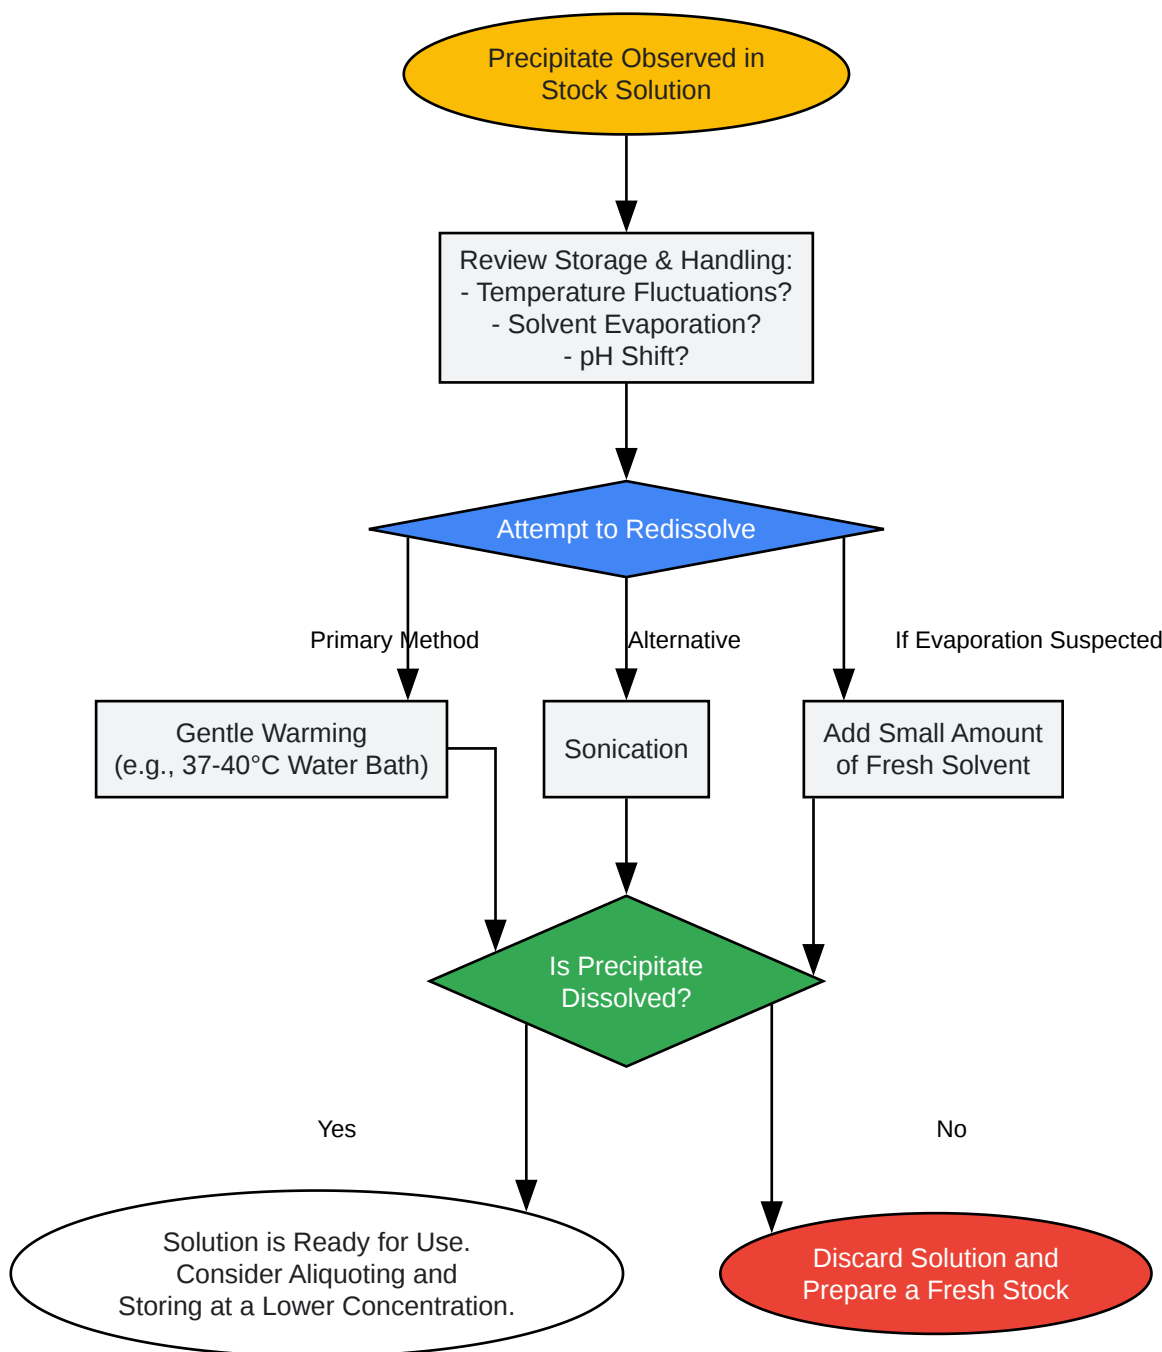 Precipitate Observed in
Stock Solution
Review Storage & Handling:
- Temperature Fluctuations?
- Solvent Evaporation?
- pH Shift?
Attempt to Redissolve
Primary Method
Alternative
If Evaporation Suspected
Gentle Warming
(e.g., 37-40°C Water Bath)
Sonication
Add Small Amount
of Fresh Solvent
Is Precipitate
Dissolved?
Yes
No
Solution is Ready for Use.
Consider Aliquoting and
Storing at a Lower Concentration.
Discard Solution and
Prepare a Fresh Stock